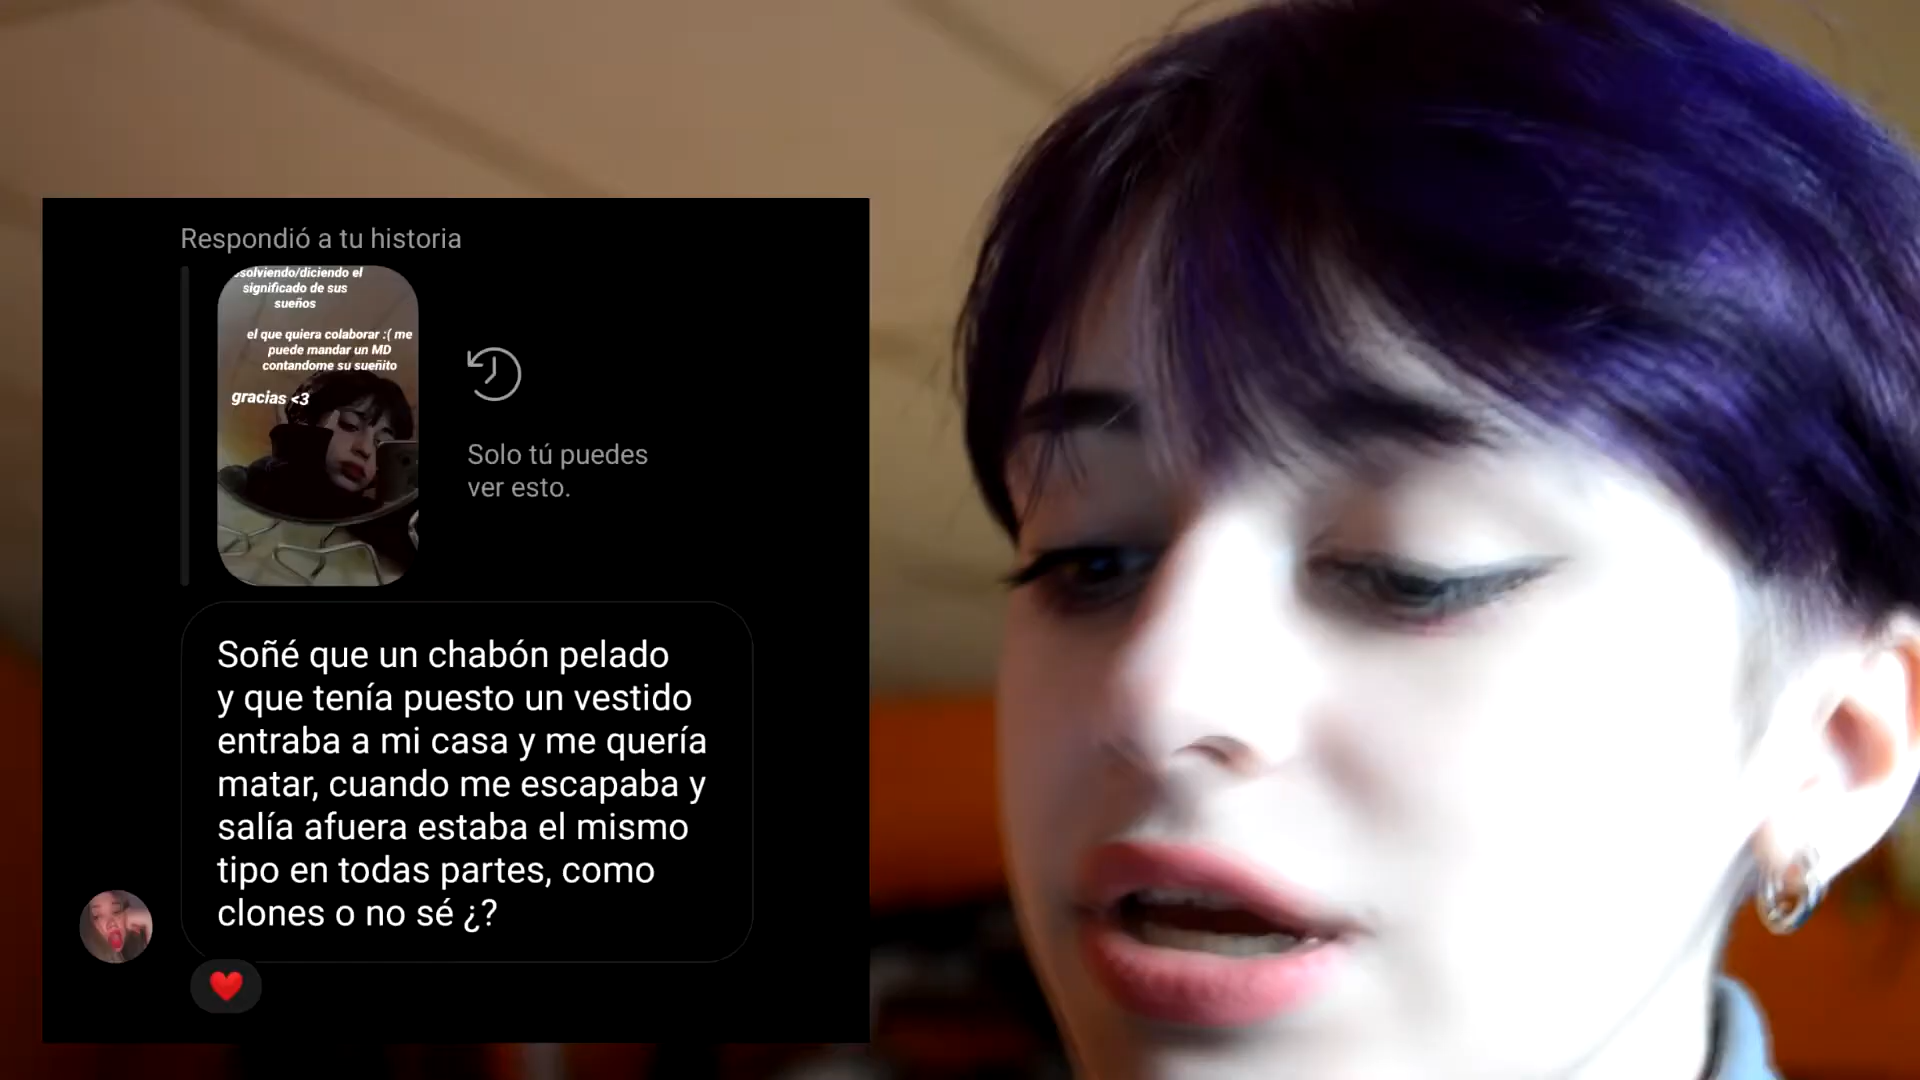 Respondió a tu historia
solviendo/diciendo el
significado de sus
sueños
el que quiera colaborar :( me
puede mandar un MD
contandome su sueñito
gracias <3
Solo tú puedes
ver esto.
Soñé que un chabón pelado
y que tenía puesto un vestido
entraba a mi casa y me quería
matar, cuando me escapaba y
salía afuera estaba el mismo
tipo en todas partes, como
clones o no sé ¿?